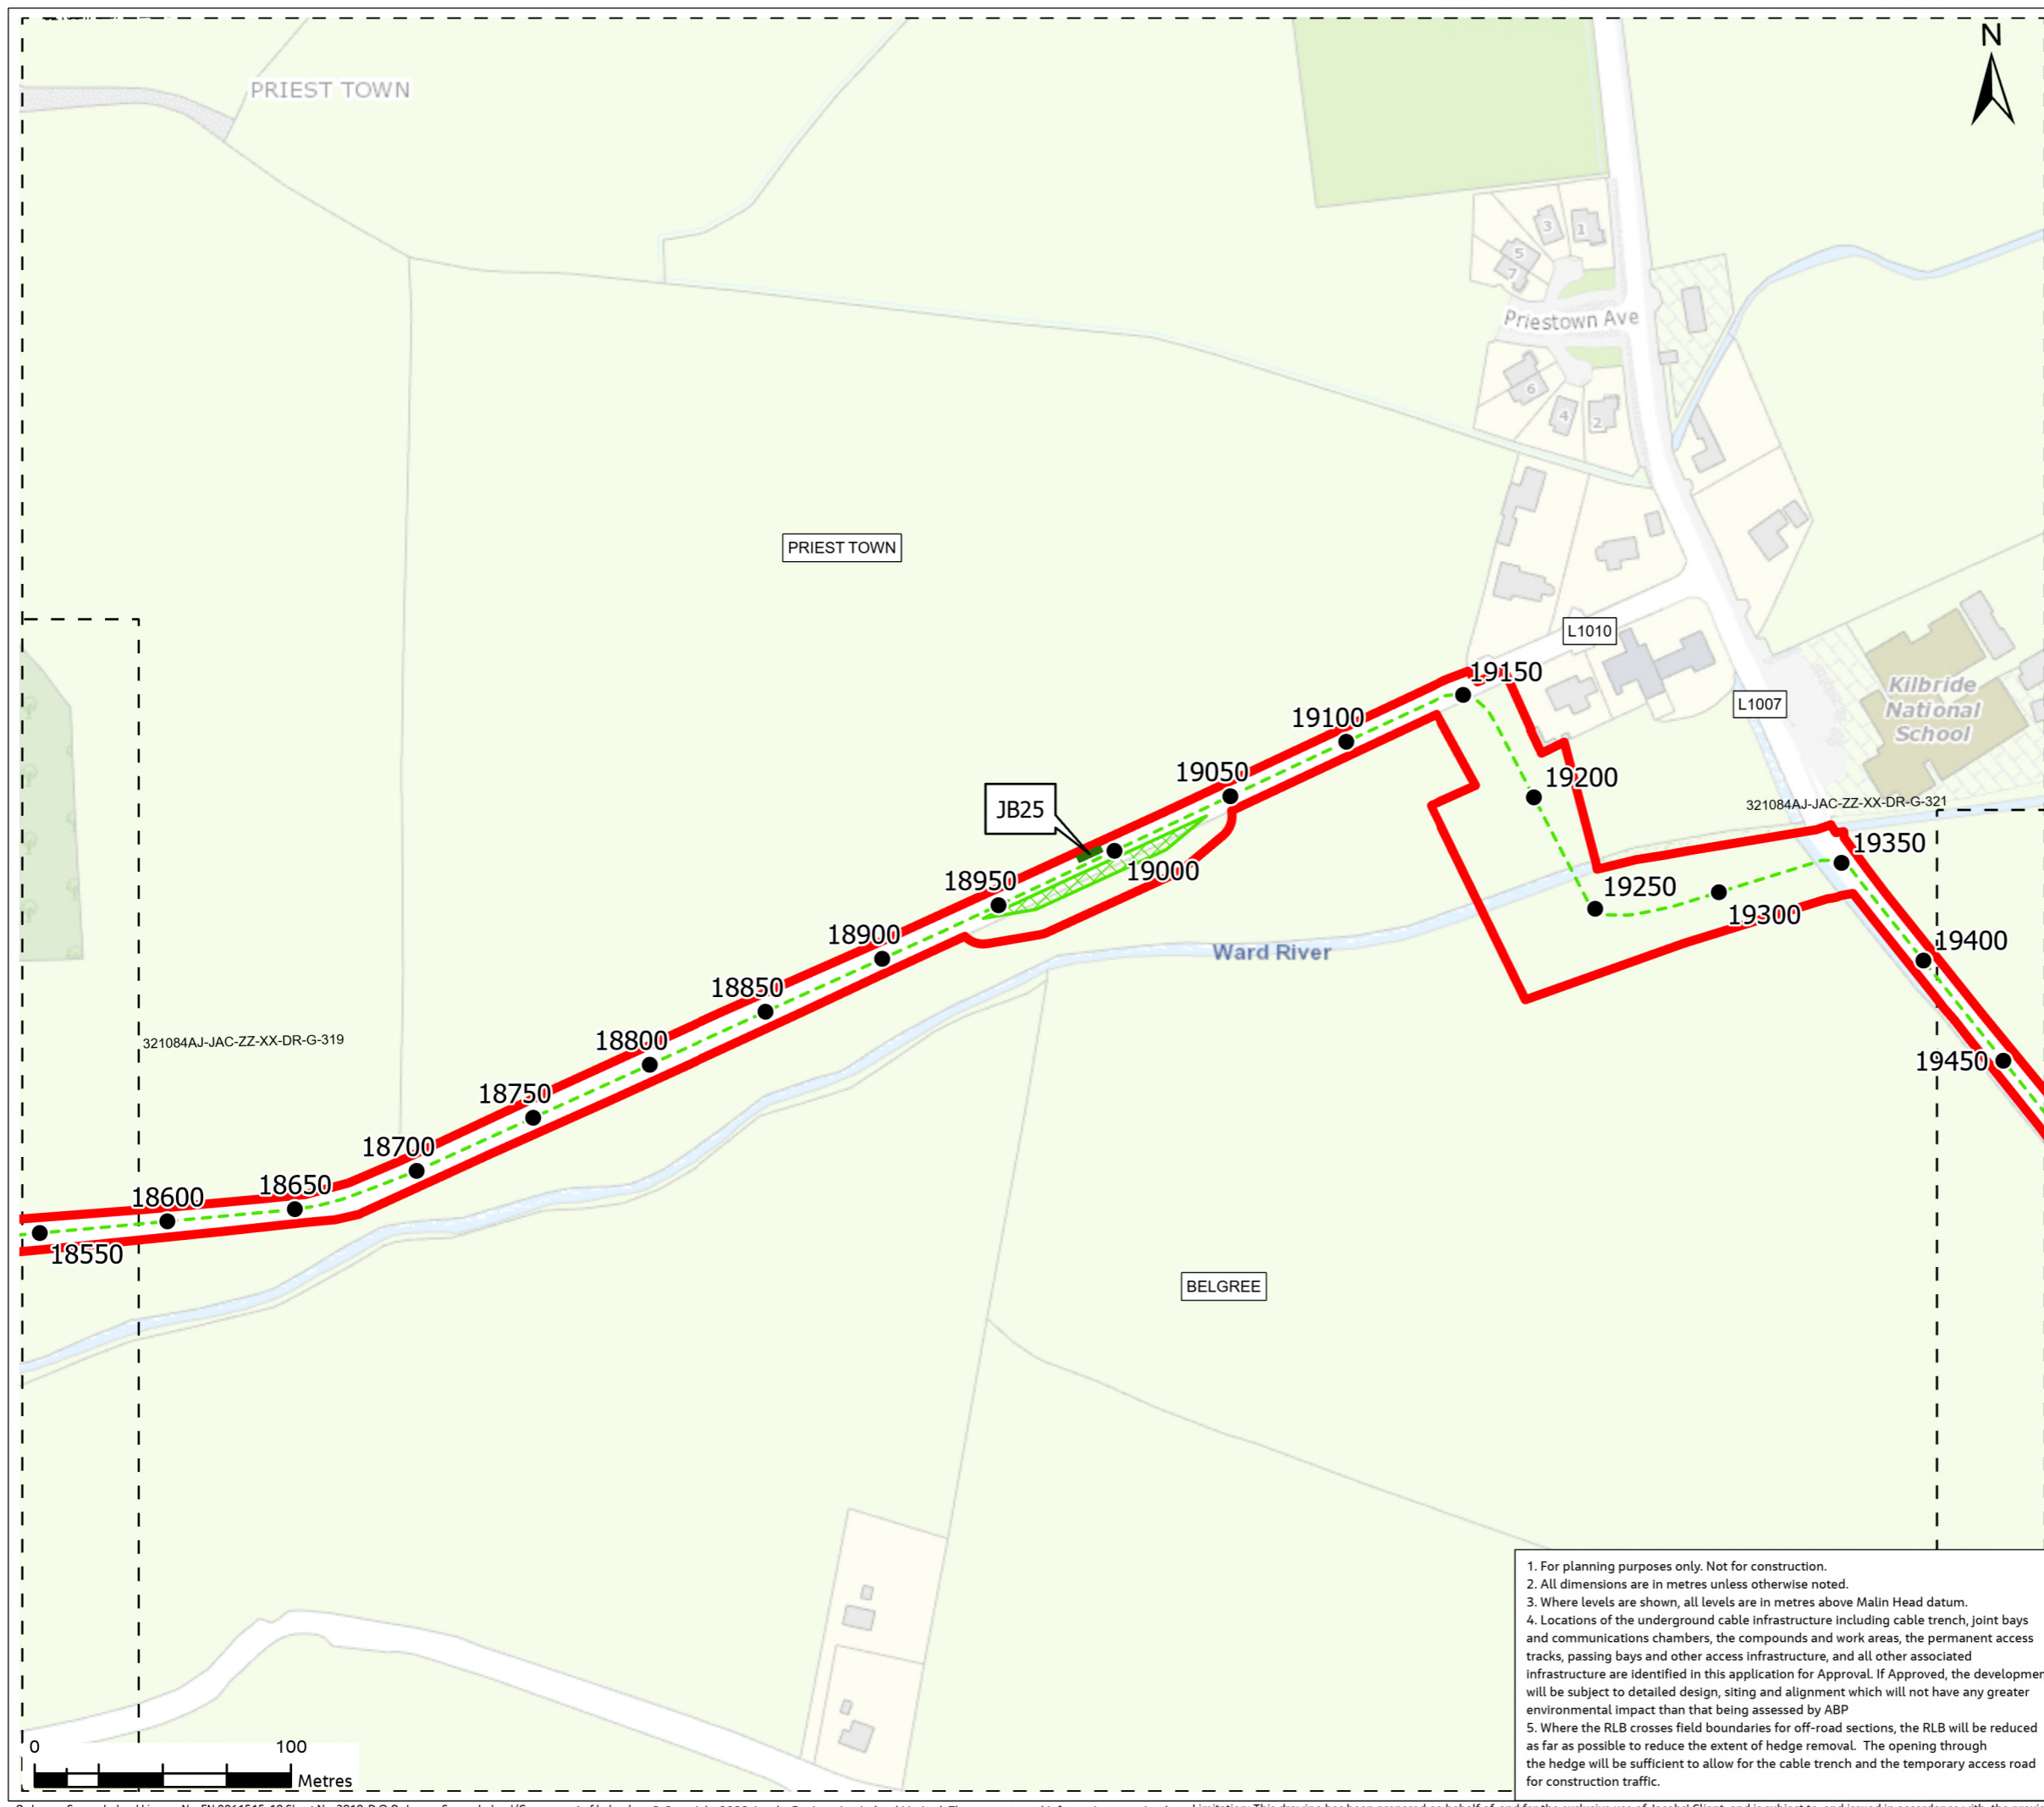 N
PRIEST TOWN
3
1
5
7
Priestown Ave
6
4
2
PRIEST TOWN
L1010
19150
Kilbride
National
School
L1007
19100
19050
19200
321084AJ-JAC-ZZ-XX-DR-G-321
JB25
19350
19000
18950
19250
19300
18900
19400
Ward River
18850
18800
321084AJ-JAC-ZZ-XX-DR-G-319
19450
18750
18700
18650
18600
18550
BELGREE
1. For planning purposes only. Not for construction.
2. All dimensions are in metres unless otherwise noted.
3. Where levels are shown, all levels are in metres above Malin Head datum.
4. Locations of the underground cable infrastructure including cable trench, joint bays
and communications chambers, the compounds and work areas, the permanent access
tracks, passing bays and other access infrastructure, and all other associated
infrastructure are identified in this application for Approval. If Approved, the developmen
will be subject to detailed design, siting and alignment which will not have any greater
environmental impact than that being assessed by ABP
5. Where the RLB crosses field boundaries for off-road sections, the RLB will be reduced
as far as possible to reduce the extent of hedge removal. The opening through
the hedge will be sufficient to allow for the cable trench and the temporary access road
for construction traffic.
0 100
Metres